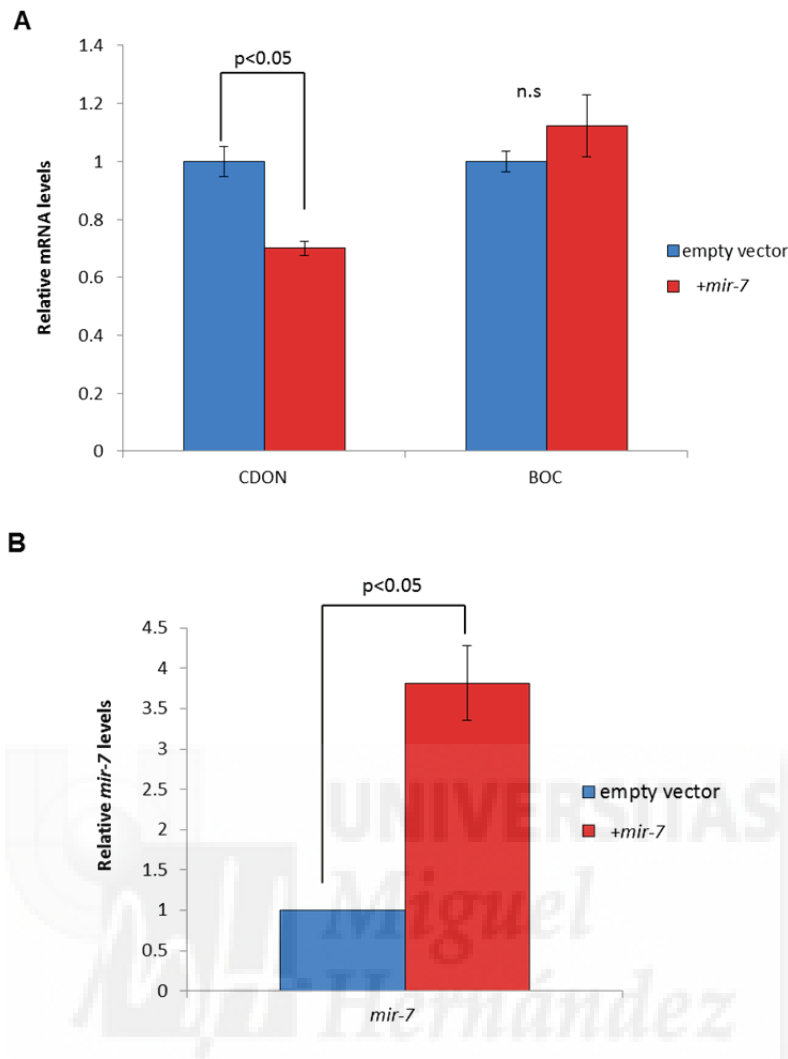 A
p<0.05
n.s
1.4
1.2
1
0.8
0.6
0.4
0.2
0
Relative mRNA levels
CDON
BOC
empty vector
+mir-7
B
p<0.05
4.5
4
3.5
3
2.5
2
1.5
1
0.5
0
Relative mir-7 levels
mir-7
empty vector
+mir-7
UNIVERSITAS
Miguel
Hernández